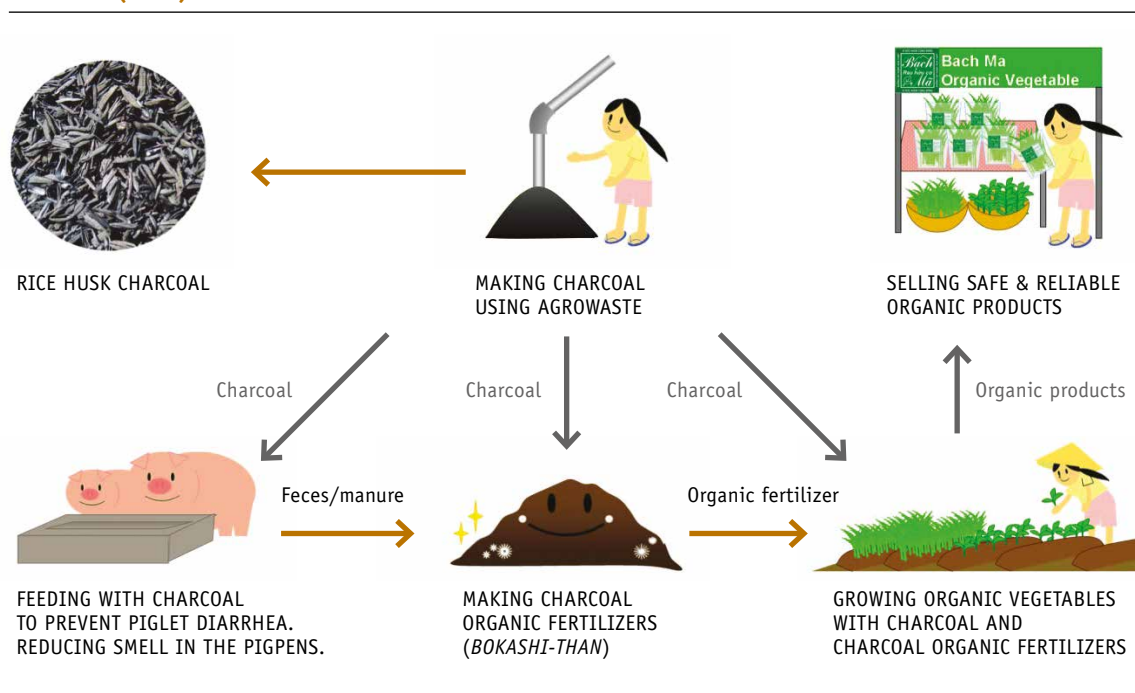 Bach
Mã
Bach Ma
Organic Vegetable
RICE HUSK CHARCOAL
MAKING CHARCOAL
USING AGROWASTE
SELLING SAFE & RELIABLE
ORGANIC PRODUCTS
Charcoal
Charcoal
Charcoal
Organic products
Feces/manure
Organic fertilizer
FEEDING WITH CHARCOAL
TO PREVENT PIGLET DIARRHEA.
REDUCING SMELL IN THE PIGPENS.
MAKING CHARCOAL
ORGANIC FERTILIZERS
(BOKASHI-THAN)
GROWING ORGANIC VEGETABLES
WITH CHARCOAL AND
CHARCOAL ORGANIC FERTILIZERS